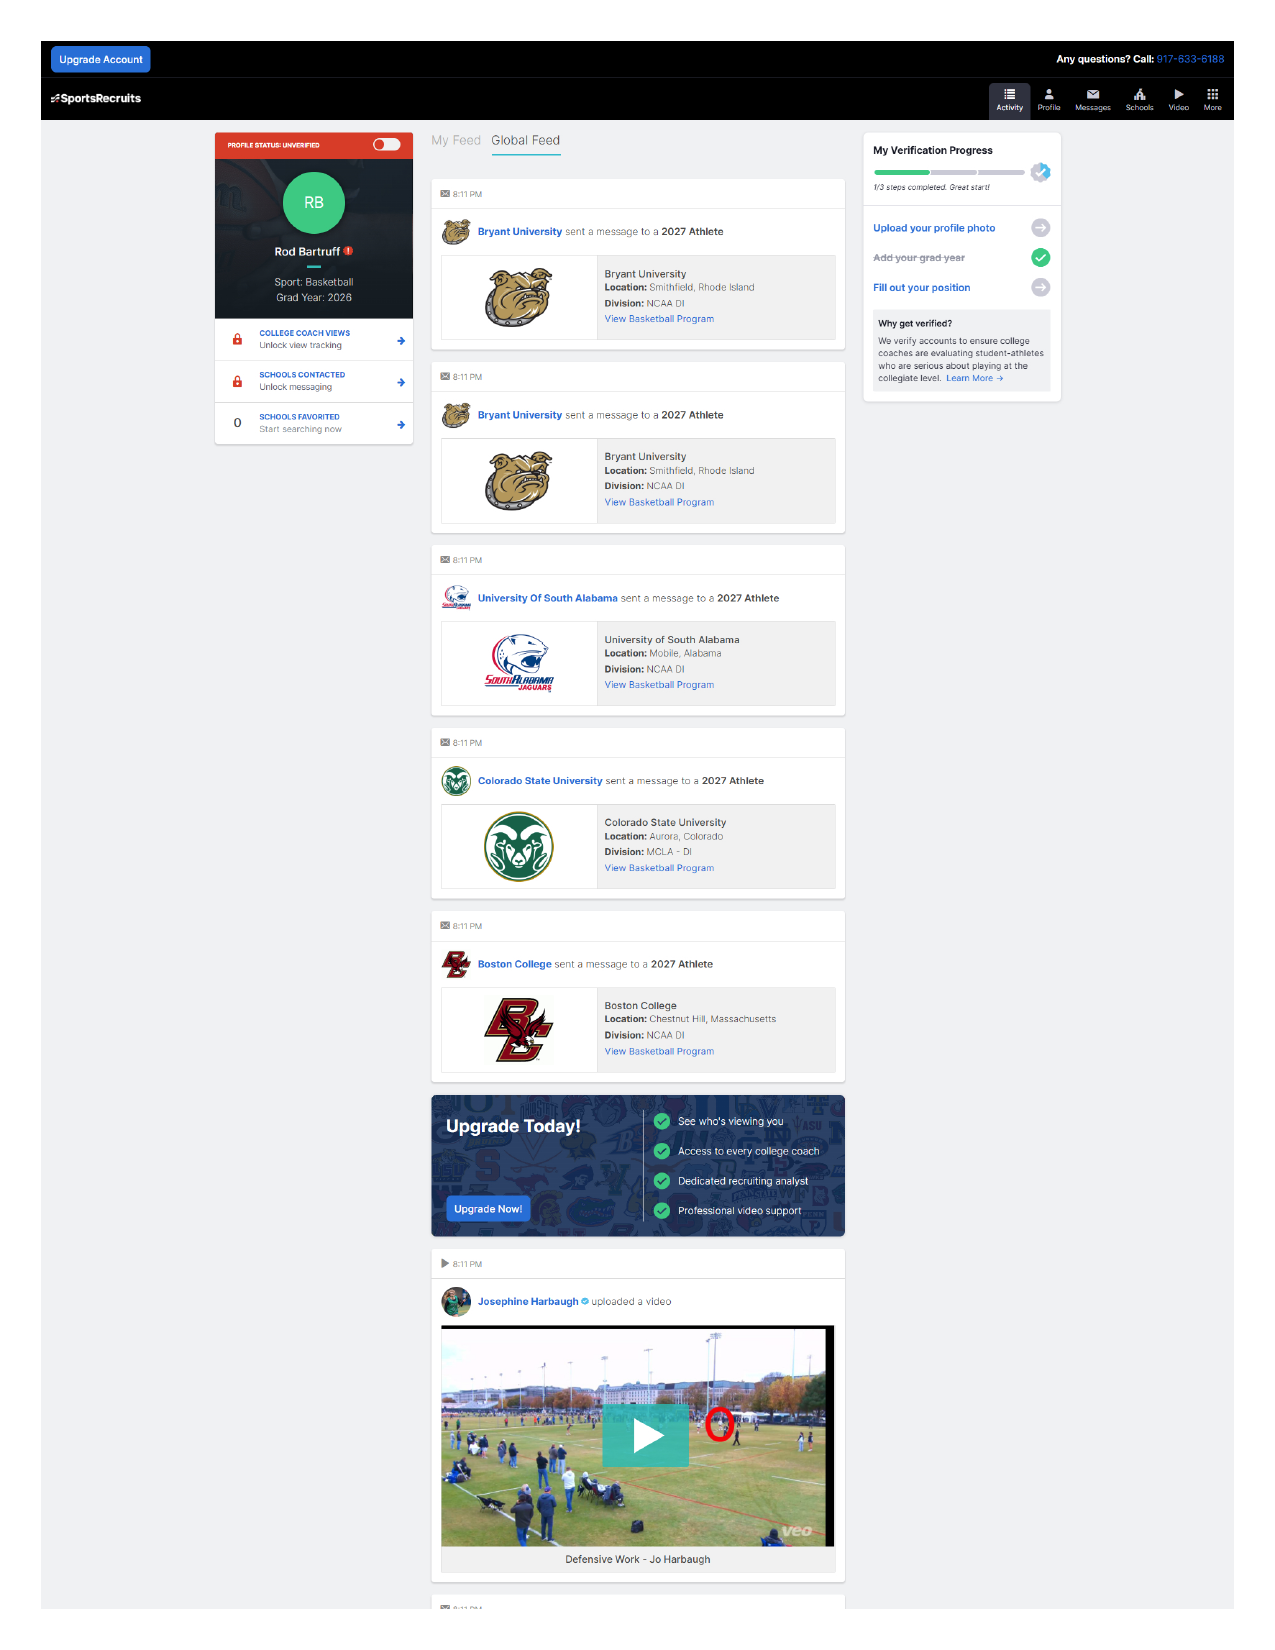 Upgrade Account
Any questions? Call: 917-633-6188
SportsRecruits
Activity
Profile
Messages
Schools
Video
More
PROFILE STATUS: UNVERIFIED
RB
Rod Bartruff
Sport: Basketball
Grad Year: 2026
COLLEGE COACH VIEWS
Unlock view tracking
SCHOOLS CONTACTED
Unlock messaging
0
SCHOOLS FAVORITED
Start searching now
My Feed Global Feed
8:11 PM
Bryant University sent a message to a 2027 Athlete
Bryant University
Location: Smithfield, Rhode Island
Division: NCAA DI
View Basketball Program
8:11 PM
Bryant University sent a message to a 2027 Athlete
Bryant University
Location: Smithfield, Rhode Island
Division: NCAA DI
View Basketball Program
8:11 PM
University Of South Alabama sent a message to a 2027 Athlete
SOUTH ALABAMA
JAGUARS
University of South Alabama
Location: Mobile, Alabama
Division: NCAA DI
View Basketball Program
8:11 PM
Colorado State University sent a message to a 2027 Athlete
Colorado State University
Location: Aurora, Colorado
Division: MCLA - DI
View Basketball Program
8:11 PM
Boston College sent a message to a 2027 Athlete
BC
Boston College
Location: Chestnut Hill, Massachusetts
Division: NCAA DI
View Basketball Program
Upgrade Today!
Upgrade Now!
See who's viewing you
Access to every college coach
Dedicated recruiting analyst
Professional video support
8:11 PM
Josephine Harbaugh uploaded a video
veo
Defensive Work - Jo Harbaugh
8:11 PM
My Verification Progress
1/3 steps completed. Great start!
Upload your profile photo
Add your grad year
Fill out your position
Why get verified?
We verify accounts to ensure college
coaches are evaluating student-athletes
who are serious about playing at the
collegiate level. Learn More →